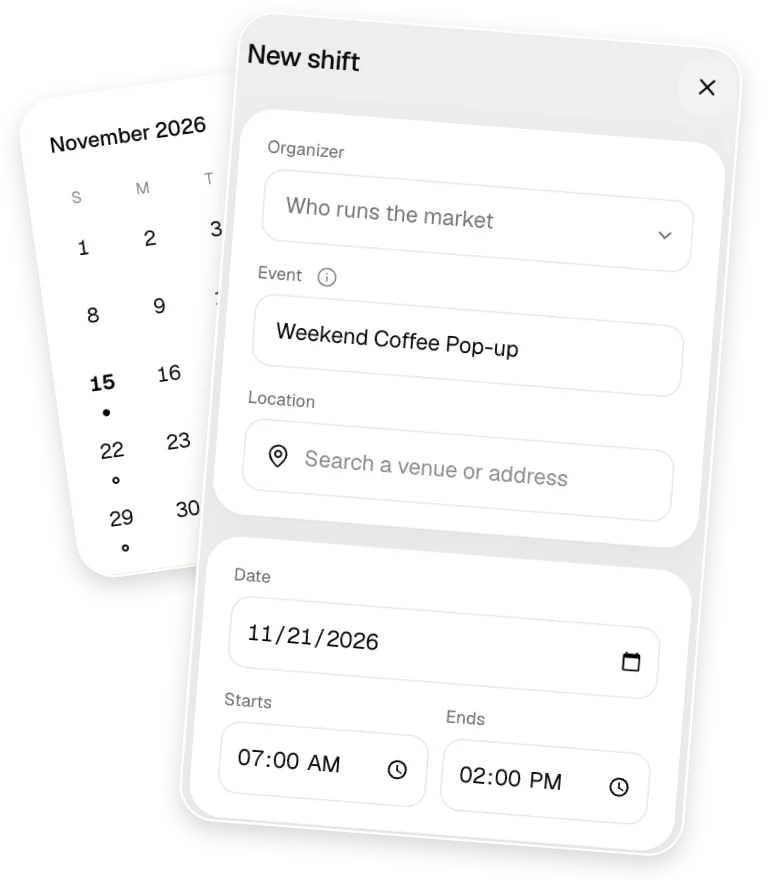 New shift
November 2026
S M T
1 2 3
8 9
15 16
22 23
29 30
Organizer
Who runs the market
Event
Weekend Coffee Pop-up
Location
Search a venue or address
Date
11/21/2026
Starts
Ends
07:00 AM
02:00 PM